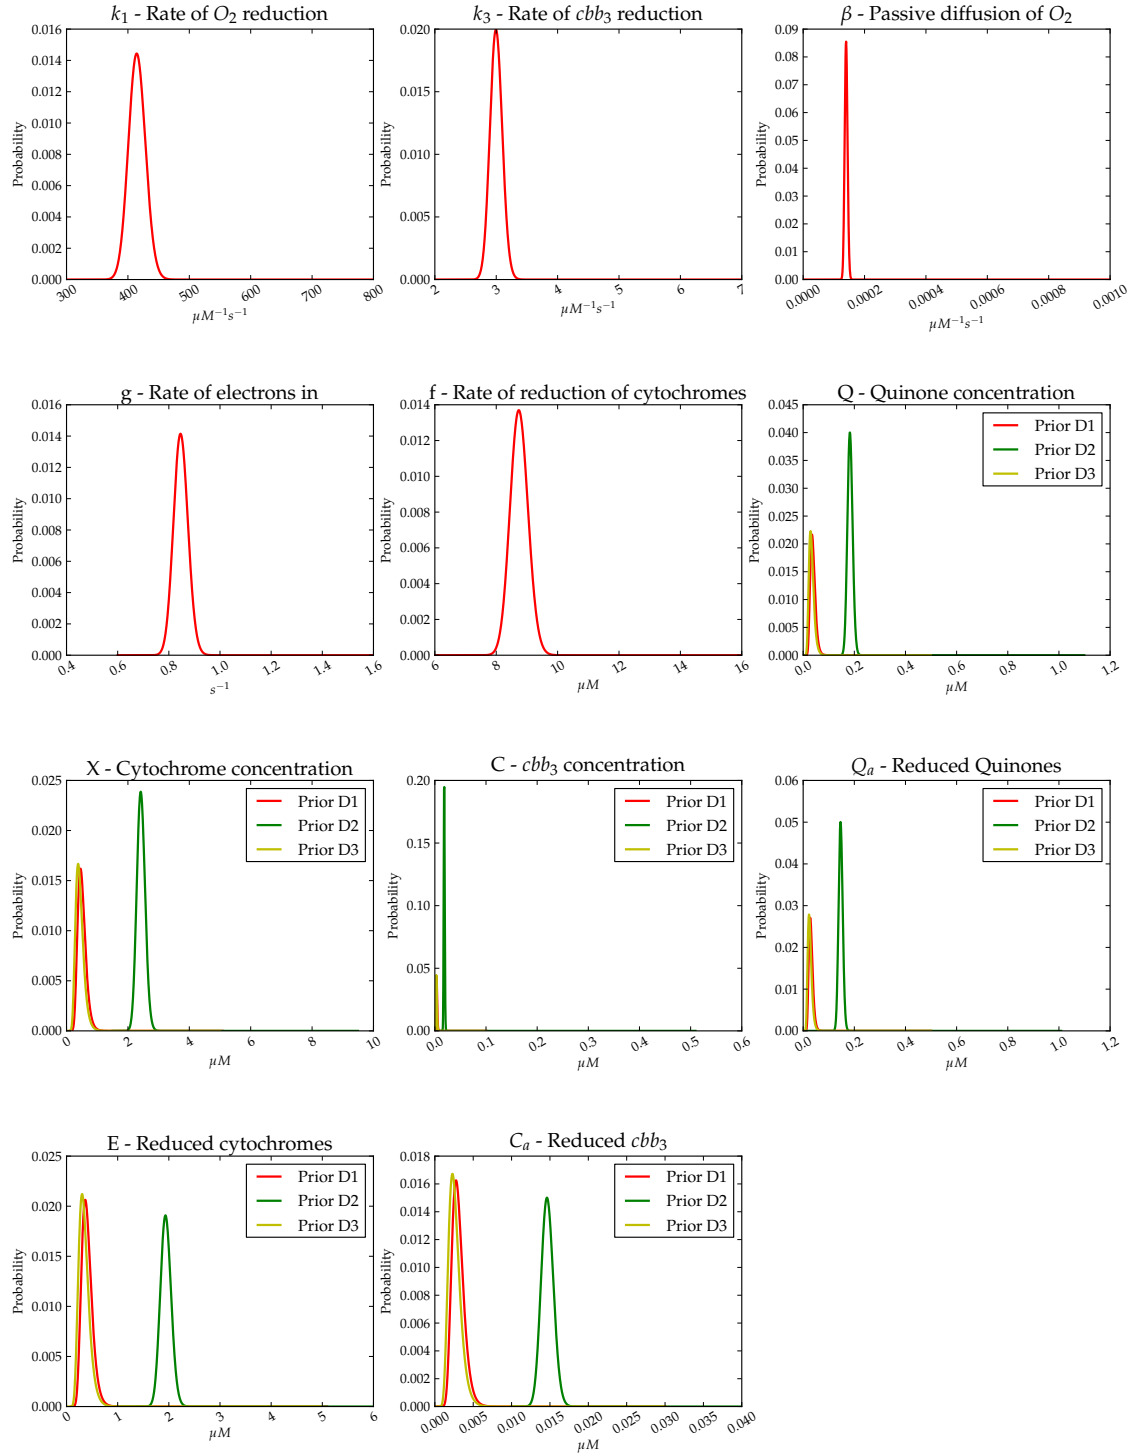 k₁ - Rate of O₂ reduction
0.016
0.014
0.012
0.010
0.008
0.006
0.004
0.002
0.000
Probability
300 400 500 600 700 800
μM⁻¹s⁻¹
k₃ - Rate of cbb₃ reduction
0.020
0.015
0.010
0.005
0.000
Probability
2 3 4 5 6 7
μM⁻¹s⁻¹
β - Passive diffusion of O₂
0.09
0.08
0.07
0.06
0.05
0.04
0.03
0.02
0.01
0.00
Probability
0.0000 0.0002 0.0004 0.0006 0.0008 0.0010
μM⁻¹s⁻¹
g - Rate of electrons in
0.016
0.014
0.012
0.010
0.008
0.006
0.004
0.002
0.000
Probability
0.4 0.6 0.8 1.0 1.2 1.4 1.6
s⁻¹
f - Rate of reduction of cytochromes
0.014
0.012
0.010
0.008
0.006
0.004
0.002
0.000
Probability
6 8 10 12 14 16
μM
Q - Quinone concentration
0.045
0.040
0.035
0.030
0.025
0.020
0.015
0.010
0.005
0.000
Probability
Prior D1
Prior D2
Prior D3
0.0 0.2 0.4 0.6 0.8 1.0 1.2
μM
X - Cytochrome concentration
0.025
0.020
0.015
0.010
0.005
0.000
Probability
Prior D1
Prior D2
Prior D3
0 2 4 6 8 10
μM
C - cbb₃ concentration
0.20
0.15
0.10
0.05
0.00
Probability
Prior D1
Prior D2
Prior D3
0.0 0.1 0.2 0.3 0.4 0.5 0.6
μM
Qₐ - Reduced Quinones
0.06
0.05
0.04
0.03
0.02
0.01
0.00
Probability
Prior D1
Prior D2
Prior D3
0.0 0.2 0.4 0.6 0.8 1.0 1.2
μM
E - Reduced cytochromes
0.025
0.020
0.015
0.010
0.005
0.000
Probability
Prior D1
Prior D2
Prior D3
0 1 2 3 4 5 6
μM
Cₐ - Reduced cbb₃
0.018
0.016
0.014
0.012
0.010
0.008
0.006
0.004
0.002
0.000
Probability
Prior D1
Prior D2
Prior D3
0.000 0.005 0.010 0.015 0.020 0.025 0.030 0.035 0.040
μM